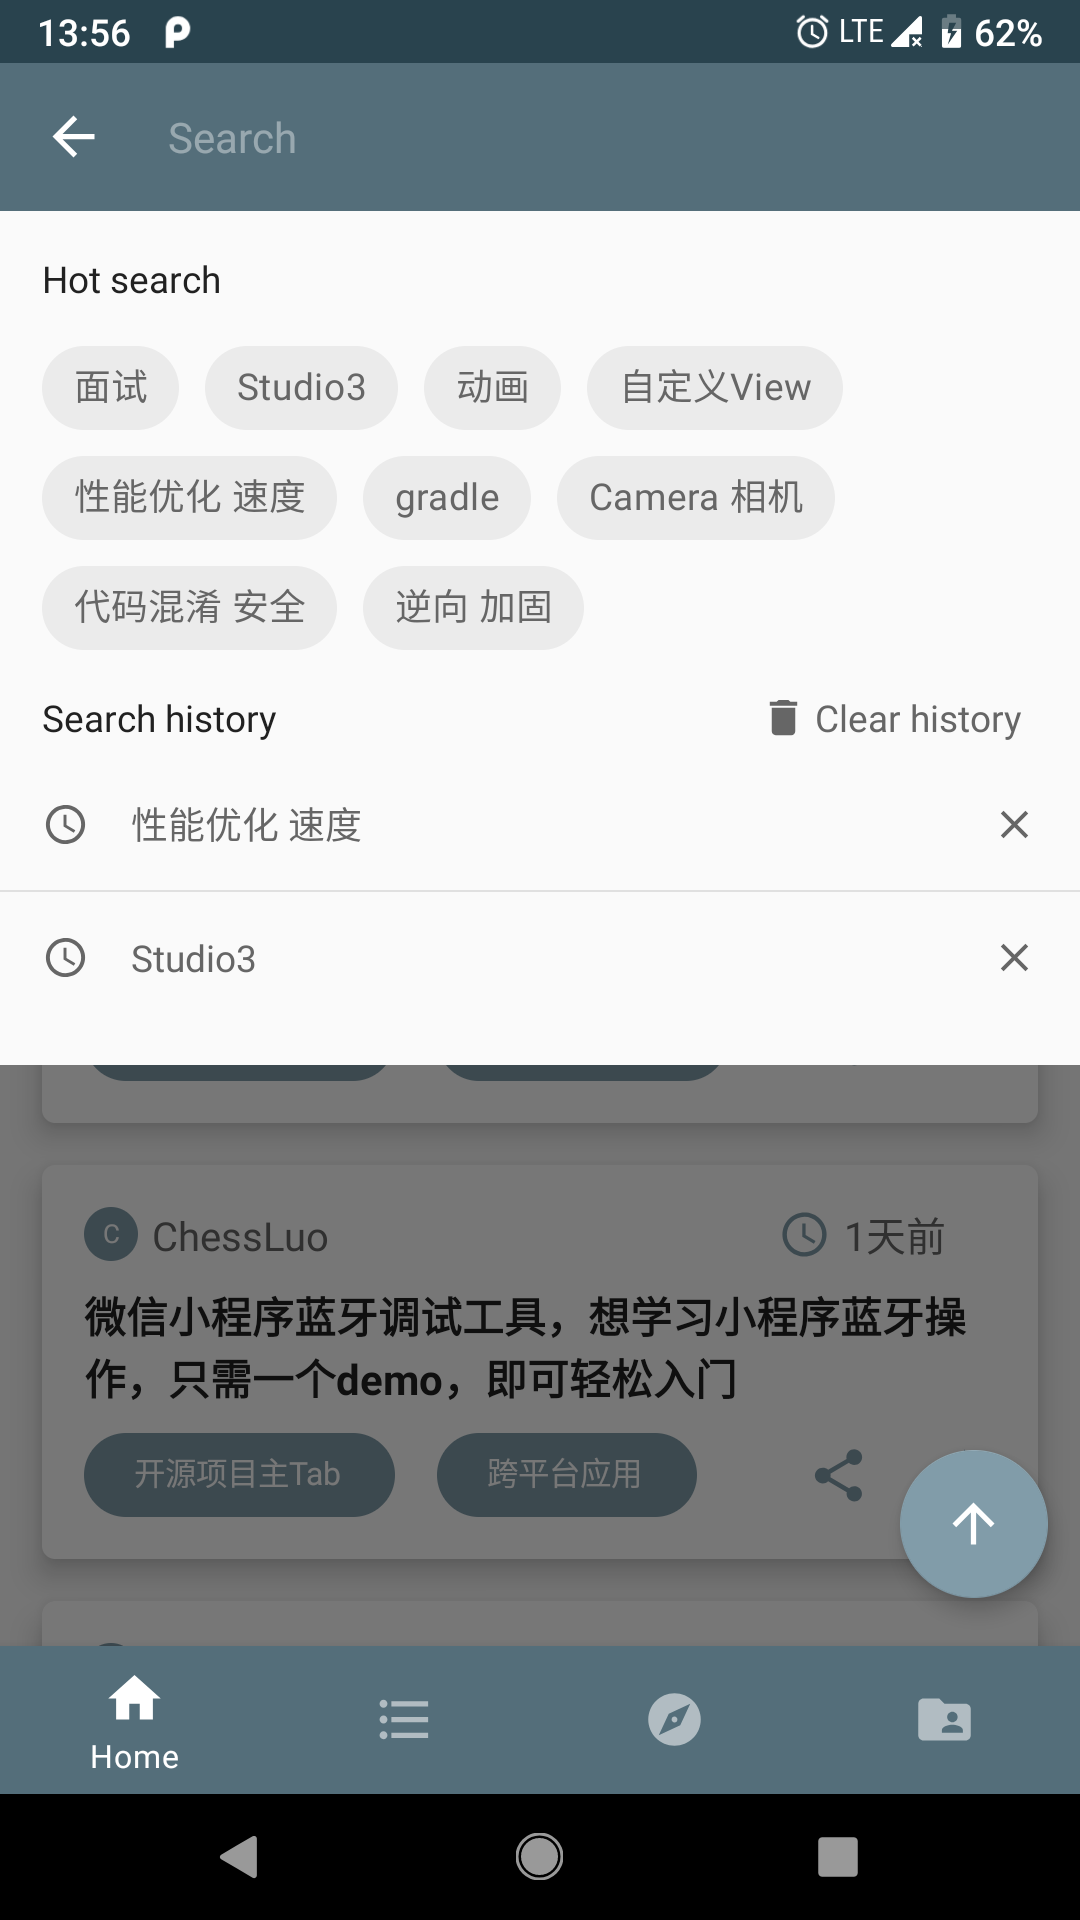 13:56 LTE 62%
Search
Hot search
面试 Studio3 动画 自定义View
性能优化 速度 gradle Camera 相机
代码混淆 安全 逆向 加固
Search history Clear history
性能优化 速度
Studio3
C ChessLuo 1天前
微信小程序蓝牙调试工具，想学习小程序蓝牙操
作，只需一个demo，即可轻松入门
开源项目主Tab 跨平台应用
Home